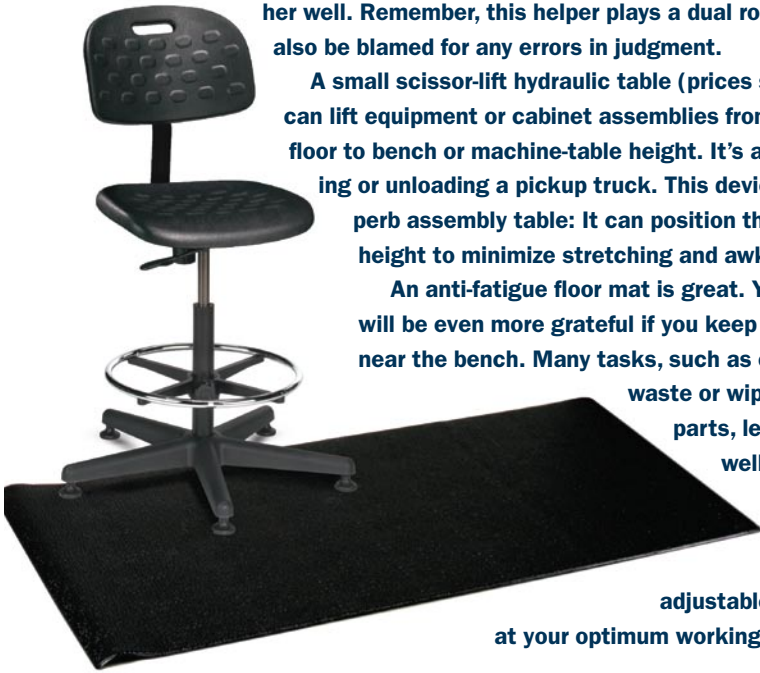 her well. Remember, this helper plays a dual ro
also be blamed for any errors in judgment.
A small scissor-lift hydraulic table (prices s
can lift equipment or cabinet assemblies fro
floor to bench or machine-table height. It’s a
ing or unloading a pickup truck. This devi
perb assembly table: It can position th
height to minimize stretching and awk
An anti-fatigue floor mat is great. Y
will be even more grateful if you keep
near the bench. Many tasks, such as
waste or wip
parts, le
well
adjustabl
at your optimum working